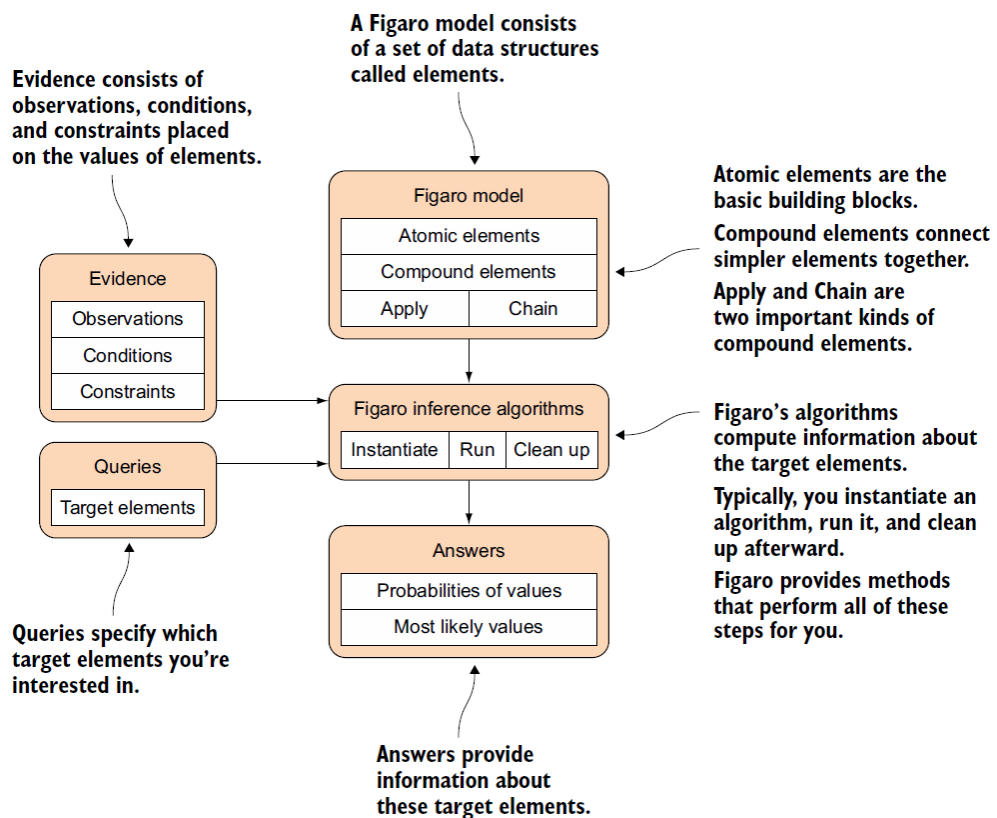 A Figaro model consists
of a set of data structures
called elements.
Evidence consists of
observations, conditions,
and constraints placed
on the values of elements.
Figaro model
Atomic elements
Compound elements
Apply
Chain
Atomic elements are the
basic building blocks.
Compound elements connect
simpler elements together.
Apply and Chain are
two important kinds of
compound elements.
Evidence
Observations
Conditions
Constraints
Figaro inference algorithms
Instantiate
Run
Clean up
Figaro’s algorithms
compute information about
the target elements.
Typically, you instantiate an
algorithm, run it, and clean
up afterward.
Figaro provides methods
that perform all of these
steps for you.
Queries
Target elements
Answers
Probabilities of values
Most likely values
Queries specify which
target elements you’re
interested in.
Answers provide
information about
these target elements.